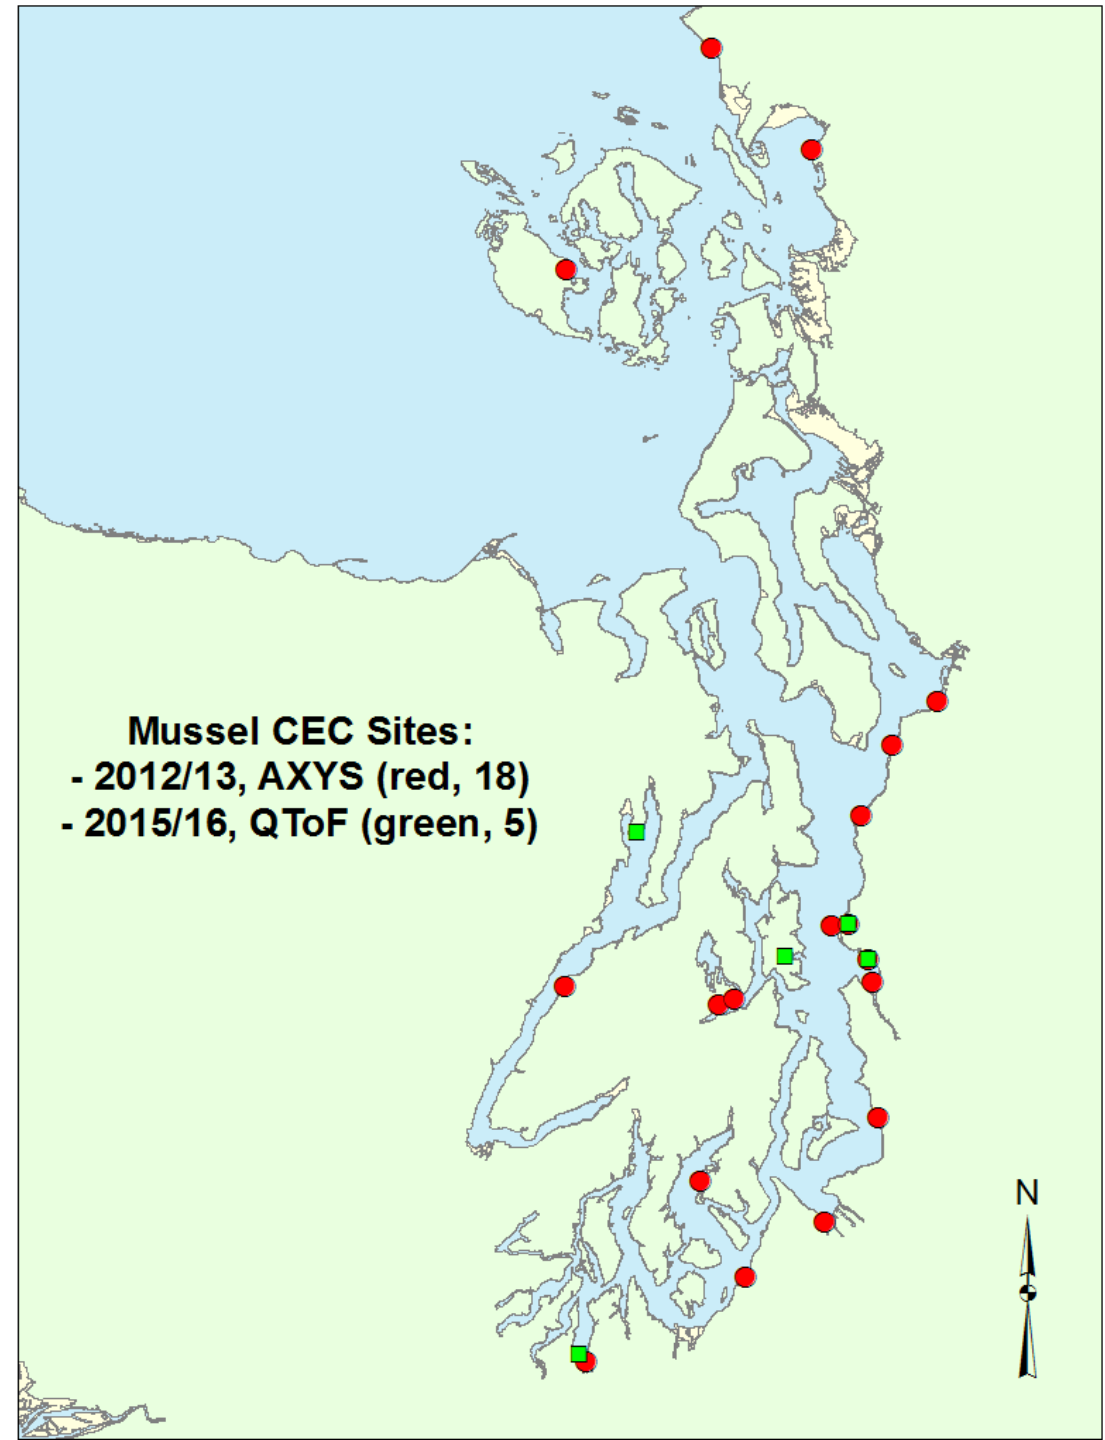 Mussel CEC Sites:
- 2012/13, AXYS (red, 18)
- 2015/16, QToF (green, 5)
N